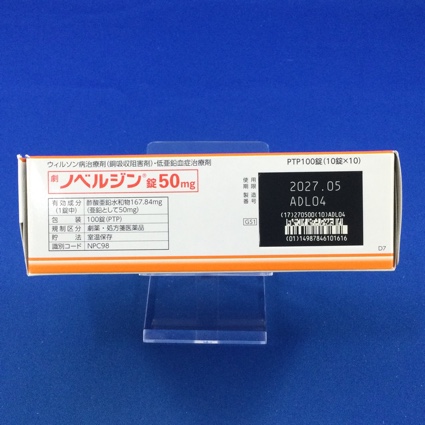 ウィルソン病治療剤(銅吸収阻害剤)・低亜鉛血症治療剤
PTP100錠(10錠×10)
劇 ノベルジン®錠50mg
有効成分(1錠中) 酢酸亜鉛水和物167.84mg(亜鉛として50mg)
包装 100錠(PTP)
規制区分 劇薬・処方箋医薬品
貯法 室温保存
識別コード NPC98
使用期限 2027.05
製造番号 ADL04
GS1 (17)270500(10)ADL04
(01)14987846101616
D7